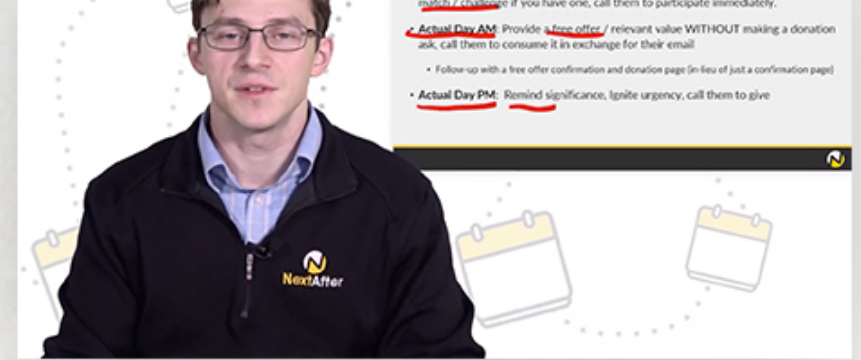 match / challenge if you have one, call them to participate immediately.
• Actual Day AM: Provide a free offer / relevant value WITHOUT making a donation
ask, call them to consume it in exchange for their email
• Follow-up with a free offer confirmation and donation page (in-lieu of just a confirmation page)
• Actual Day PM: Remind significance, Ignite urgency, call them to give
N
N
NextAfter